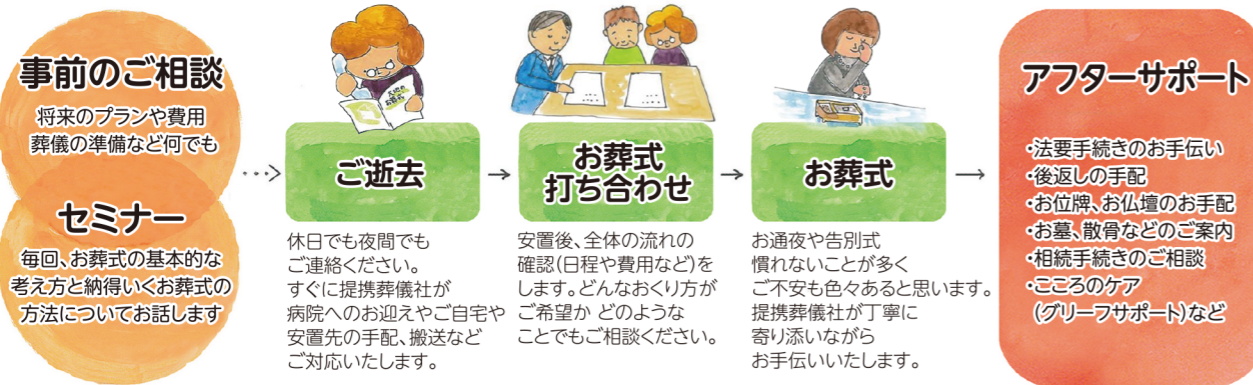 事前のご相談
将来のプランや費用
葬儀の準備など何でも
セミナー
毎回、お葬式の基本的な
考え方と納得いくお葬式の
方法についてお話します
ご逝去
休日でも夜間でも
ご連絡ください。
すぐに提携葬儀社が
病院へのお迎えやご自宅や
安置先の手配、搬送など
ご対応いたします。
お葬式
打ち合わせ
安置後、全体の流れの
確認(日程や費用など)を
します。どんなおくり方が
ご希望か どのような
ことでもご相談ください。
お葬式
お通夜や告別式
慣れないことが多く
ご不安も色々あると思います。
提携葬儀社が丁寧に
寄り添いながら
お手伝いいたします。
アフターサポート
・法要手続きのお手伝い
・後返しの手配
・お位牌、お仏壇のお手配
・お墓、散骨などのご案内
・相続手続きのご相談
・こころのケア
(グリーフサポート)など